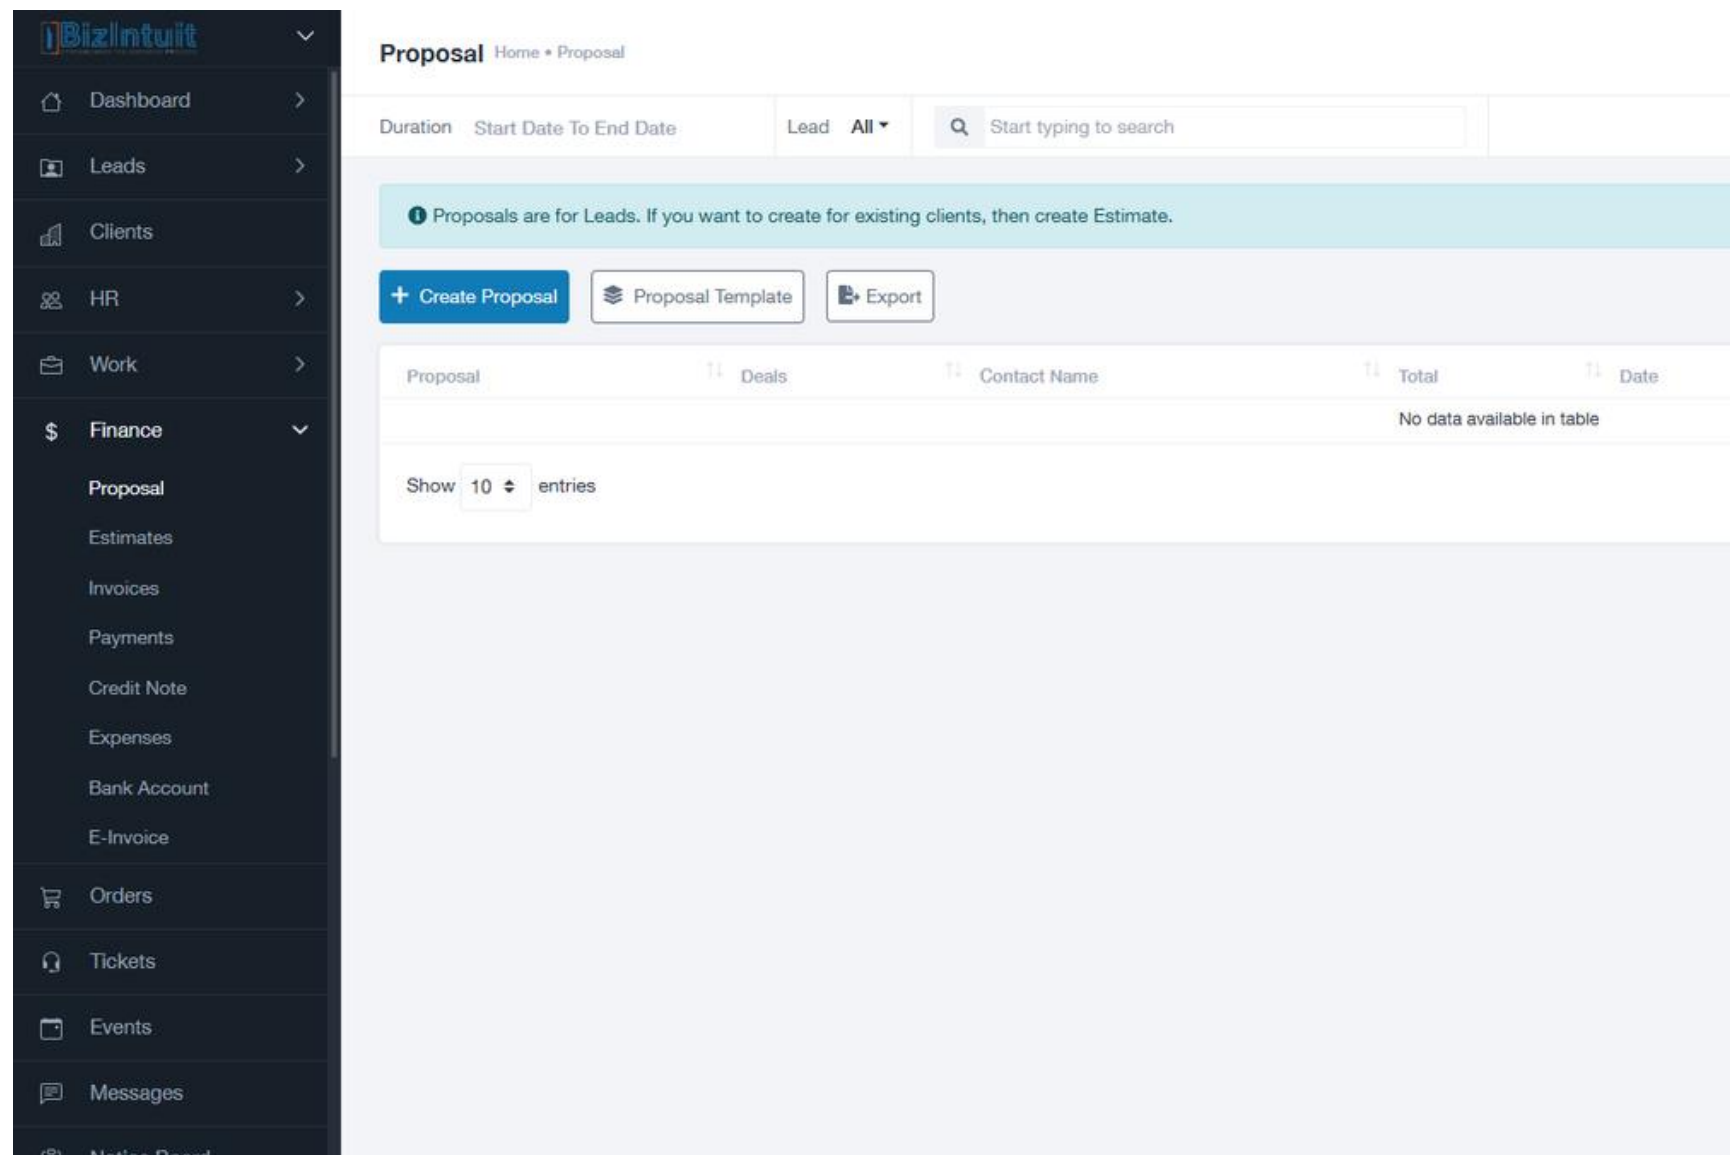 BizIntuit
Dashboard
Leads
Clients
HR
Work
$ Finance
Proposal
Estimates
Invoices
Payments
Credit Note
Expenses
Bank Account
E-Invoice
Orders
Tickets
Events
Messages
Proposal Home • Proposal
Duration Start Date To End Date Lead All Start typing to search
Proposals are for Leads. If you want to create for existing clients, then create Estimate.
+ Create Proposal Proposal Template Export
Proposal Deals Contact Name Total Date
No data available in table
Show 10 entries